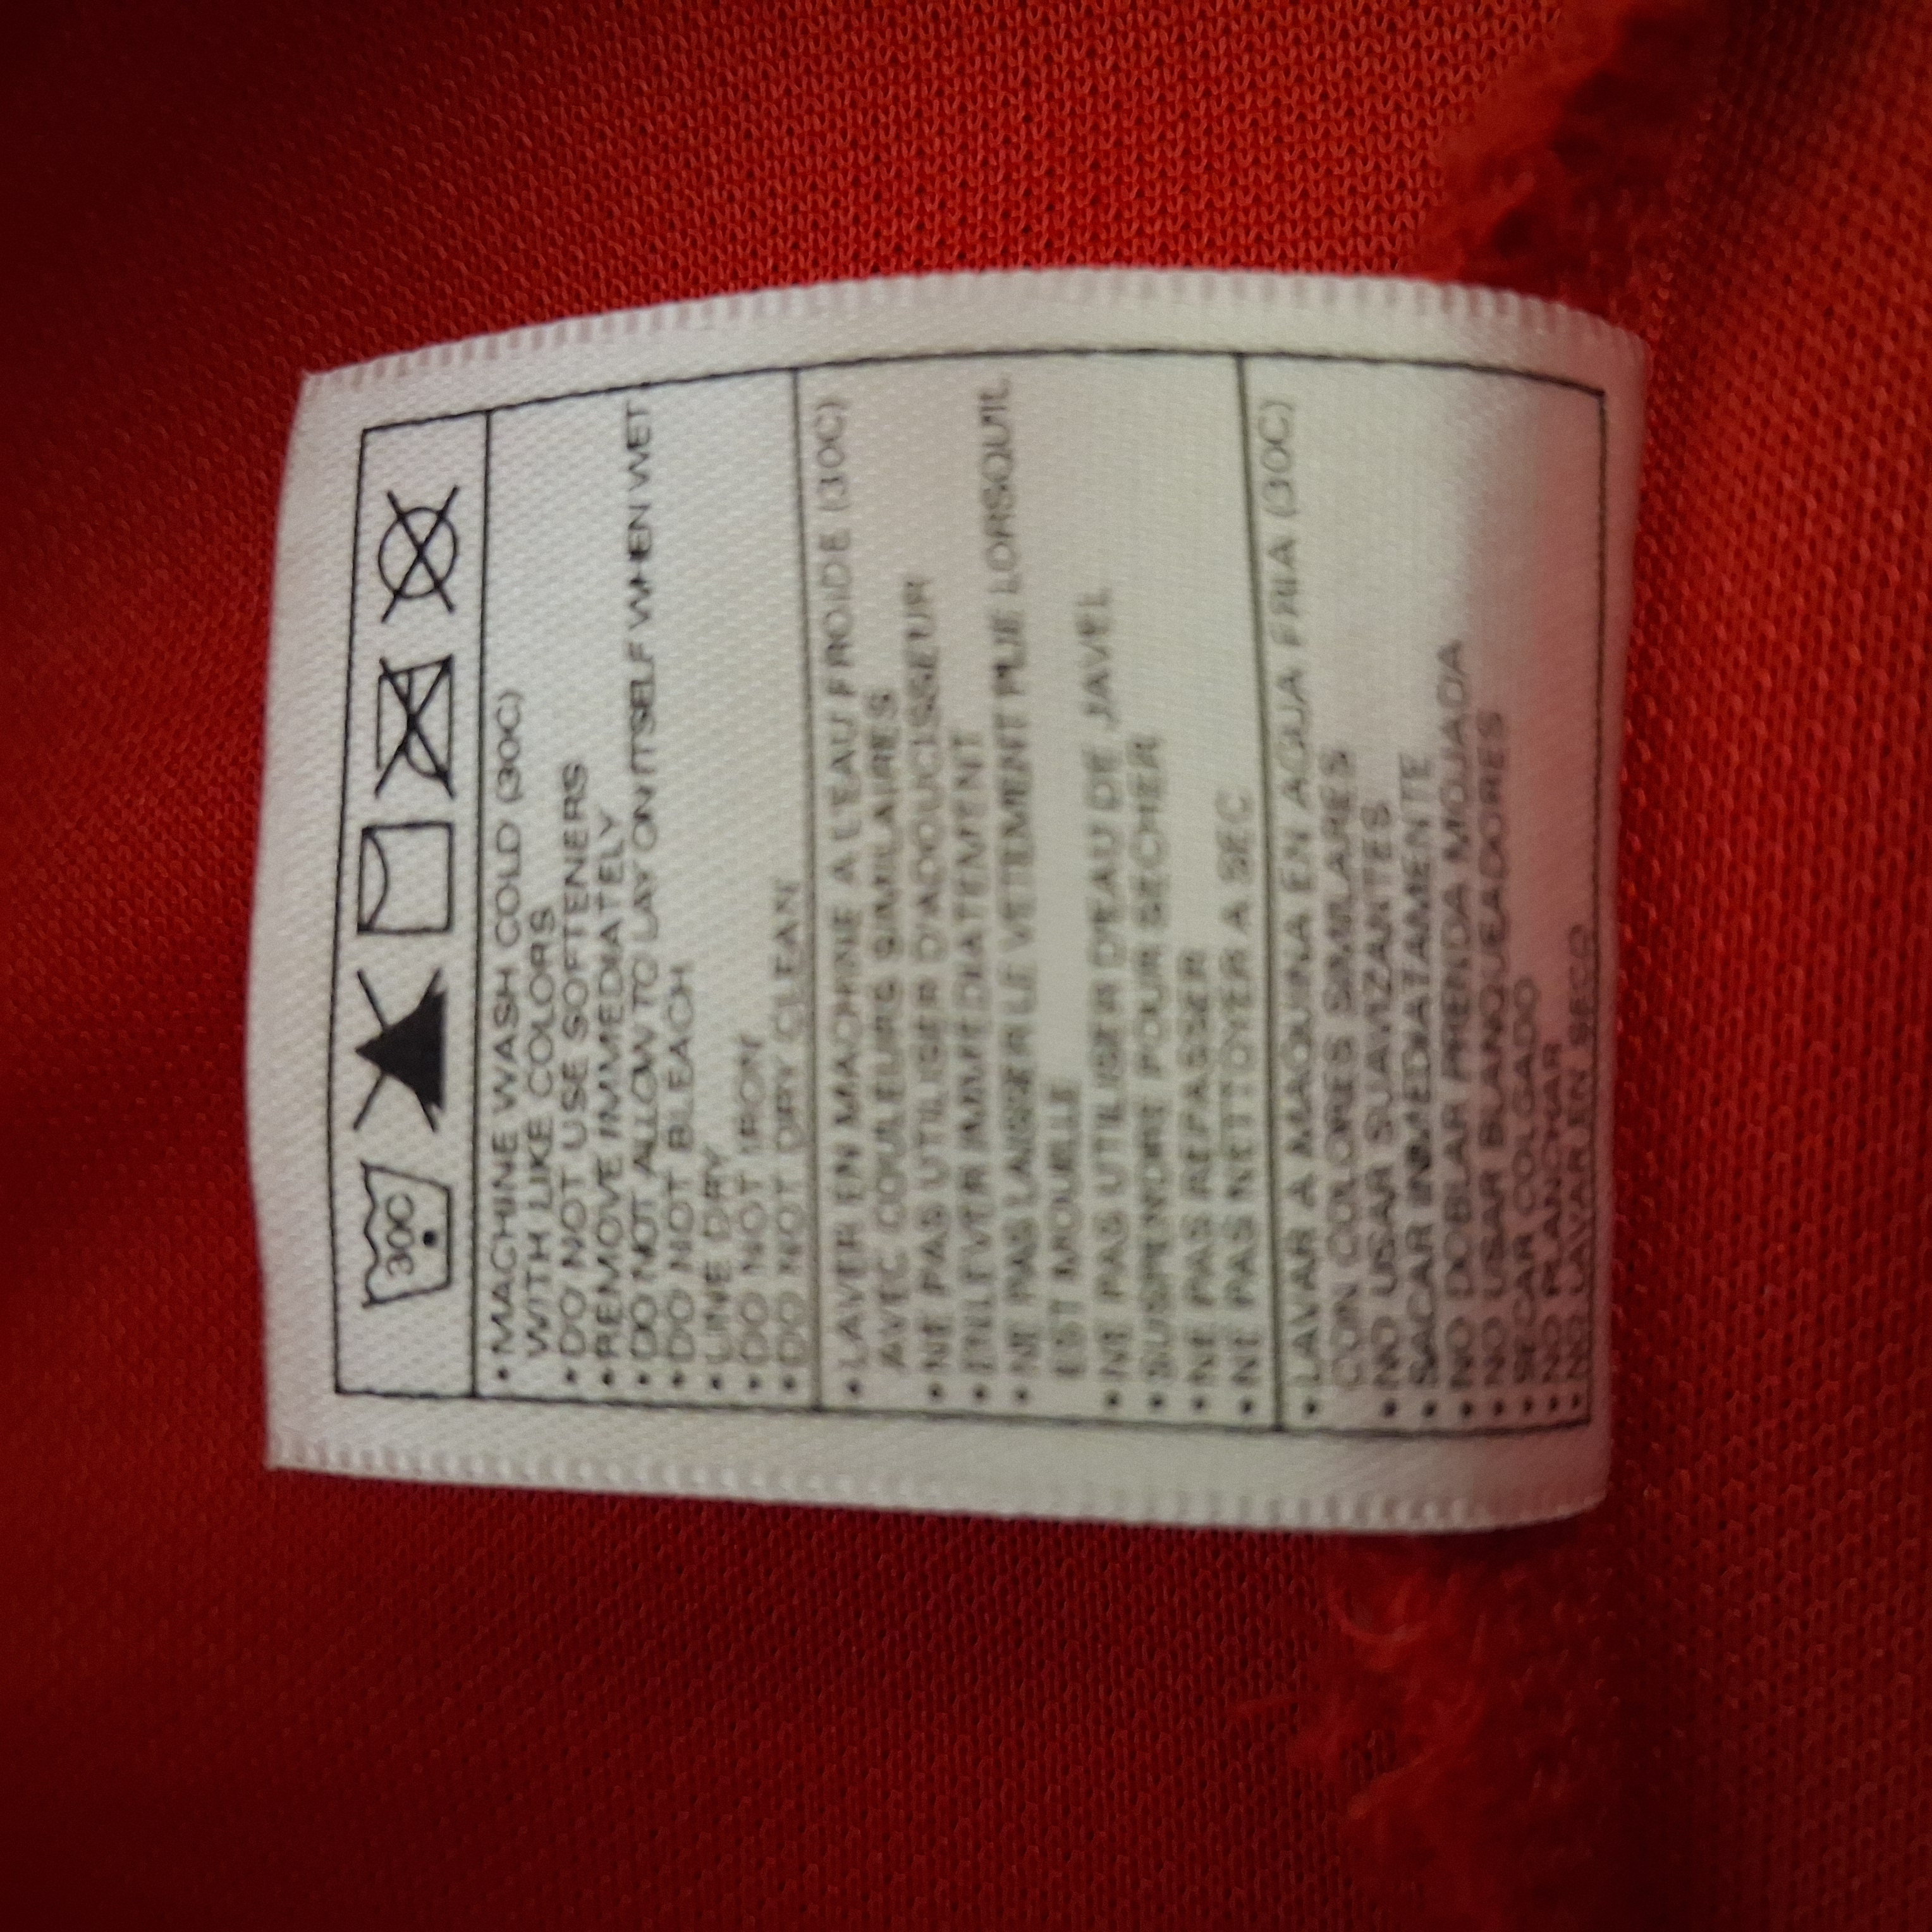 30C
• MACHINE WASH COLD (30C)
WITH LIKE COLORS
• DO NOT USE SOFTENERS
• REMOVE IMMEDIATELY
• DO NOT ALLOW TO LAY ON ITSELF WHEN WET
• DO NOT BLEACH
• LINE DRY
• DO NOT IRON
• DO NOT DRY CLEAN
• LAVER EN MACHINE A L'EAU FROIDE (30C)
AVEC COULEURS SIMILAIRES
• NE PAS UTILISER D'ADOUCISSEUR
• ENLEVER IMMEDIATEMENT
• NE PAS LAISSER LE VETEMENT PLIE LORSQU'IL
EST MOUILLE
• NE PAS UTILISER D'EAU DE JAVEL
• SUSPENDRE POUR SECHER
• NE PAS REPASSER
• NE PAS NETTOYER A SEC
• LAVAR A MAQUINA EN AGUA FRIA (30C)
CON COLORES SIMILARES
• NO USAR SUAVIZANTES
• SACAR INMEDIATAMENTE
• NO DOBLAR PRENDA MOJADA
• NO USAR BLANQUEADORES
• SECAR COLGADO
• NO PLANCHAR
• NO LAVAR EN SECO